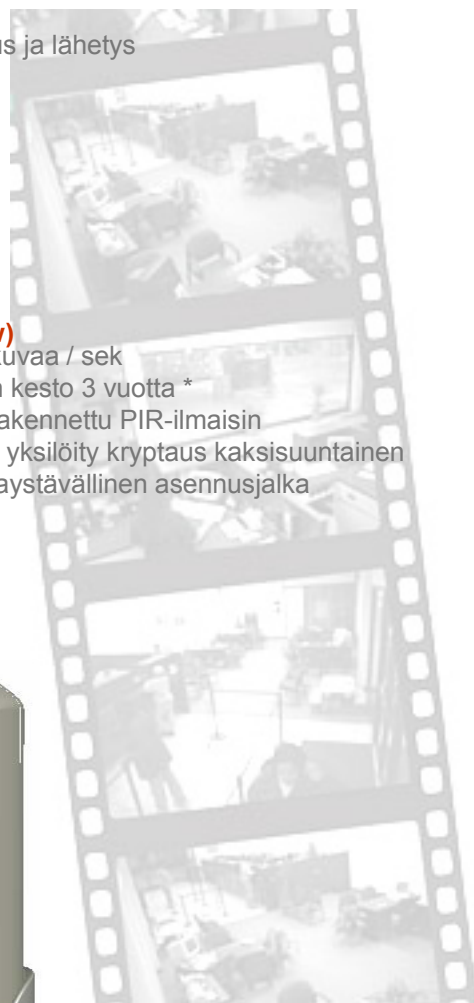 us ja lähetys
y)
kuvaa / sek
n kesto 3 vuotta *
akennettu PIR-ilmaisin
yksilöity kryptaus kaksisuuntainen
aystävällinen asennusjalka